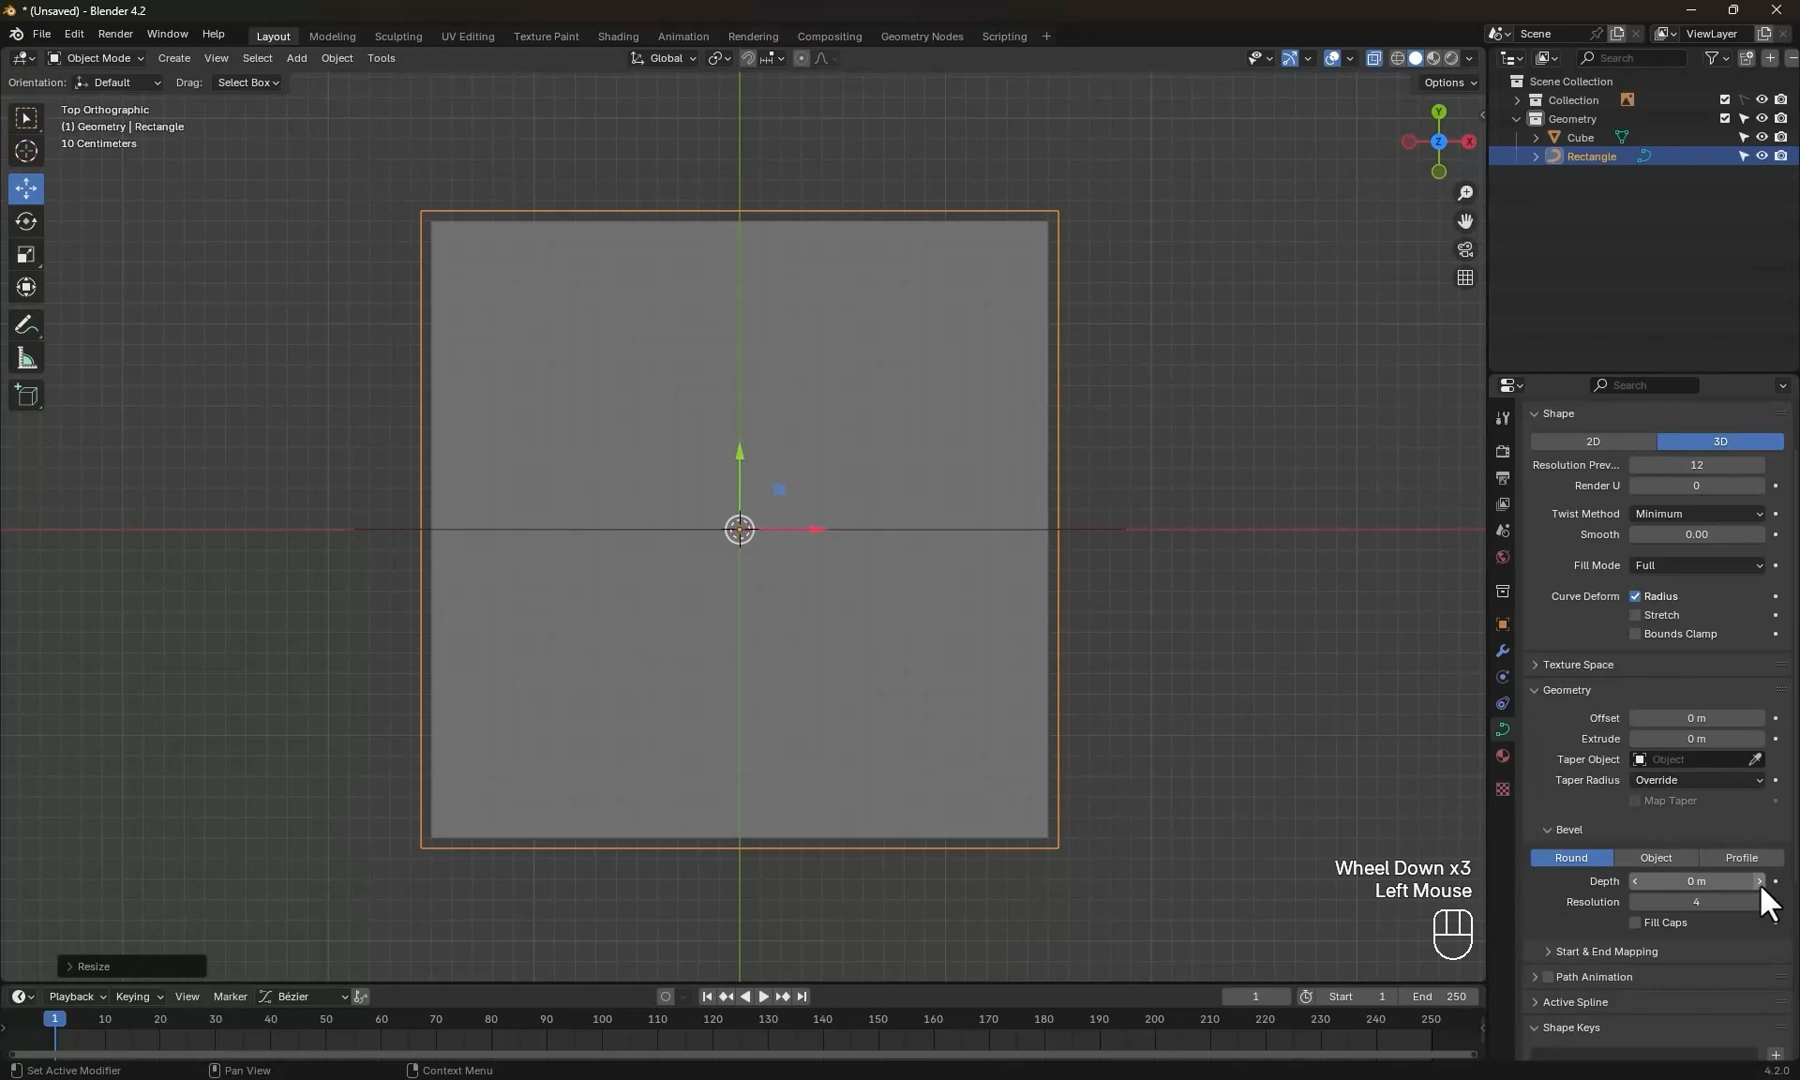 * (Unsaved) - Blender 4.2
File Edit Render Window Help Layout Modeling Sculpting UV Editing Texture Paint Shading Animation Rendering Compositing Geometry Nodes Scripting + Scene ViewLayer
Object Mode View Select Add Object Tools Create Global Search
Orientation: Default Drag: Select Box Options
Top Orthographic
(1) Geometry | Rectangle
10 Centimeters
Y
X
Z
Scene Collection
Collection
Geometry
Cube
Rectangle
Search
Shape
2D 3D
Resolution Prev... 12
Render U 0
Twist Method Minimum
Smooth 0.00
Fill Mode Full
Curve Deform Radius
Stretch
Bounds Clamp
Texture Space
Geometry
Offset 0 m
Extrude 0 m
Taper Object Object
Taper Radius Override
Map Taper
Bevel
Round Object Profile
Depth 0 m
Resolution 4
Fill Caps
Start & End Mapping
Path Animation
Active Spline
Shape Keys
Wheel Down x3
Left Mouse
Resize
Playback Keying View Marker Bézier 1 Start 1 End 250
1 10 20 30 40 50 60 70 80 90 100 110 120 130 140 150 160 170 180 190 200 210 220 230 240 250
Set Active Modifier Pan View Context Menu 4.2.0